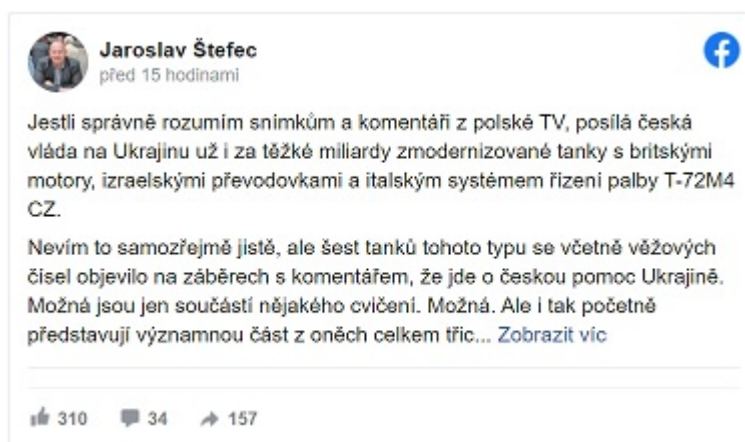 Jaroslav Štefec
před 15 hodinami
Jestli správně rozumím snímkům a komentáři z polské TV, posílá česká
vláda na Ukrajinu už i za těžké miliardy zmodernizované tanky s britskými
motory, izraelskými převodovkami a italským systémem řízení palby T-72M4
CZ.
Nevím to samozřejmě jistě, ale šest tanků tohoto typu se včetně věžových
čísel objevilo na záběrech s komentářem, že jde o českou pomoc Ukrajině.
Možná jsou jen součástí nějakého cvičení. Možná. Ale i tak početně
představují významnou část z oněch celkem třic... Zobrazit víc
310 34 157